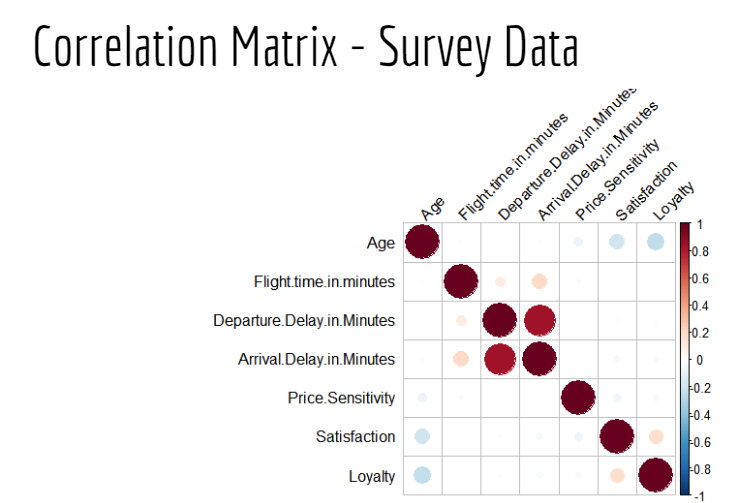 Correlation Matrix - Survey Data
Age
Flight.time.in.minutes
Departure.Delay.in.Minutes
Arrival.Delay.in.Minutes
Price.Sensitivity
Satisfaction
Loyalty
Age
Flight.time.in.minutes
Departure.Delay.in.Minutes
Arrival.Delay.in.Minutes
Price.Sensitivity
Satisfaction
Loyalty
1
0.8
0.6
0.4
0.2
0
-0.2
-0.4
-0.6
-0.8
-1